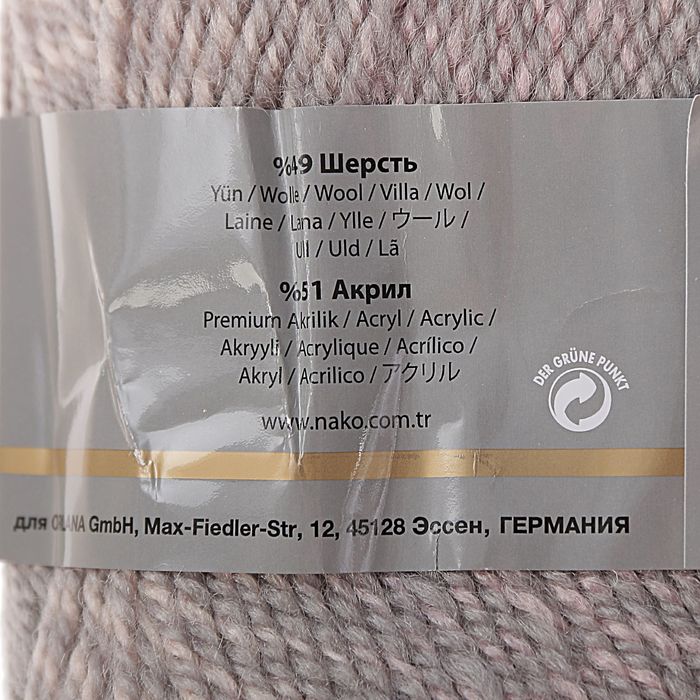 %49 Шерсть
Yün / Wolle / Wool / Villa / Wol /
Laine / Lana / Ylle / ウール /
Ull / Uld / Lã
%51 Акрил
Premium Akrilik / Acryl / Acrylic /
Akryyli / Acrylique / Acrílico /
Akryl / Acrilico / アクリル
DER GRÜNE PUNKT
www.nako.com.tr
для ORLANA GmbH, Max-Fiedler-Str, 12, 45128 Эссен, ГЕРМАНИЯ